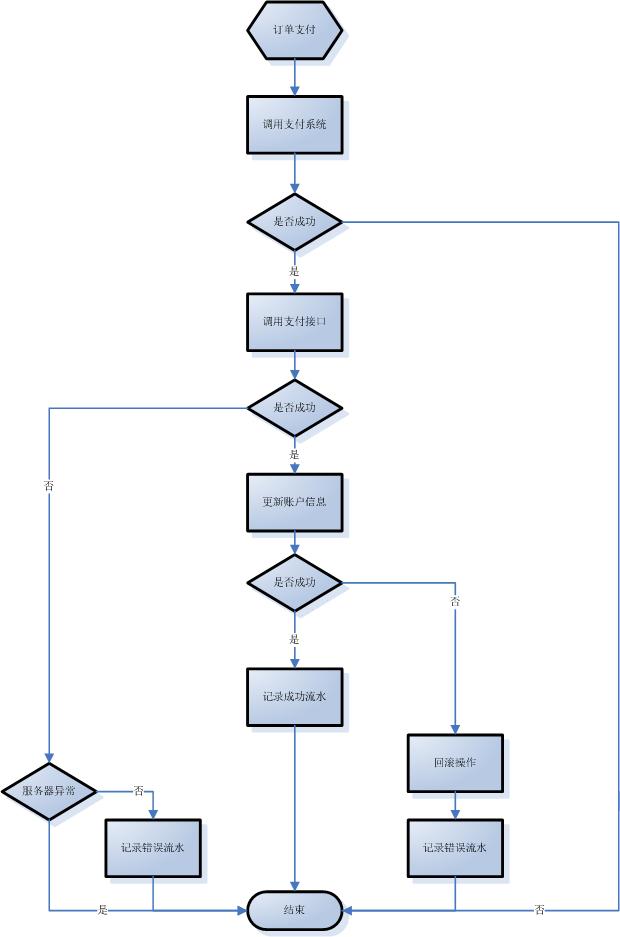 订单支付
调用支付系统
是否成功
是
调用支付接口
是否成功
是
否
更新账户信息
是否成功
否
是
记录成功流水
回滚操作
服务器异常
否
记录错误流水
记录错误流水
是
结束
否